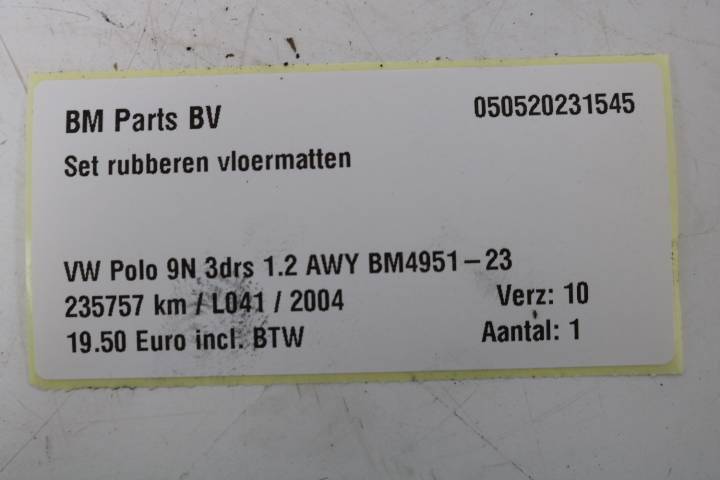 BM Parts BV 050520231545
Set rubberen vloermatten
VW Polo 9N 3drs 1.2 AWY BM4951-23
235757 km / L041 / 2004 Verz: 10
19.50 Euro incl. BTW Aantal: 1